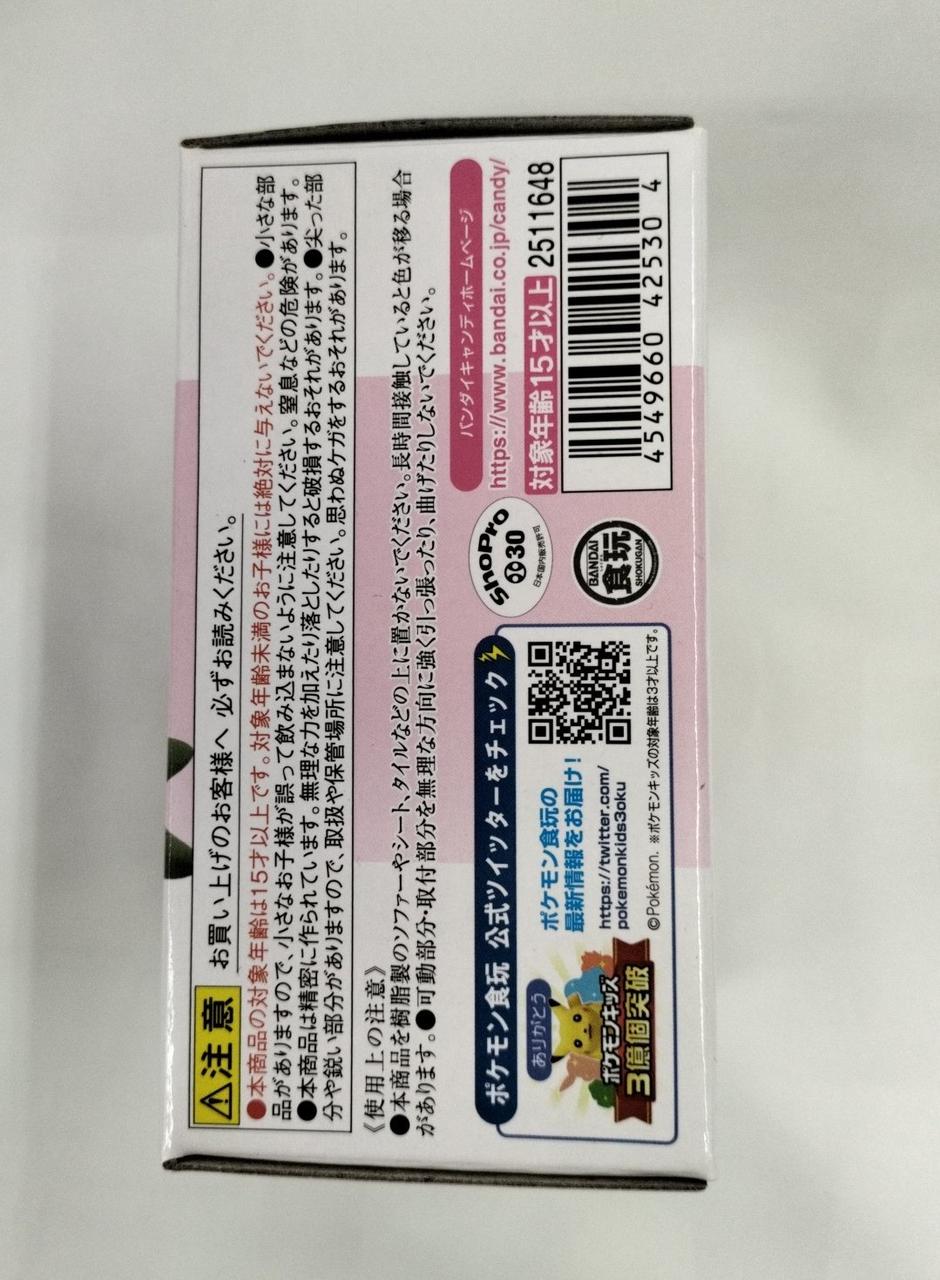 ⚠注意 お買い上げのお客様へ 必ずお読みください。
●本商品の対象年齢は15才以上です。対象年齢未満のお子様には絶対に与えないでください。●小さな部
品がありますので、小さなお子様が誤って飲み込まないように注意してください。窒息などの危険があります。
●本商品は精密に作られています。無理な力を加えたり落としたりすると破損するおそれがあります。●尖った部
分や鋭い部分がありますので、取扱や保管場所に注意してください。思わぬケガをするおそれがあります。
《使用上の注意》
●本商品を樹脂製のソファーやシート、タイルなどの上に置かないでください。長時間接触していると色が移る場合
があります。●可動部分・取付部分を無理な方向に強く引っ張ったり、曲げたりしないでください。
ポケモン食玩 公式ツイッターをチェック
ありがとう
ポケモンキッズ
3億個突破
ポケモン食玩の
最新情報をお届け!
https://twitter.com/
pokemonkids3oku
©Pokémon. ※ポケモンキッズの対象年齢は3才以上です。
ShoPro
30
日本国内販売許可
BANDAI
食玩
SHOKUGAN
バンダイキャンディホームページ
https://www.bandai.co.jp/candy/
対象年齢15才以上 2511648
4 549660 425304